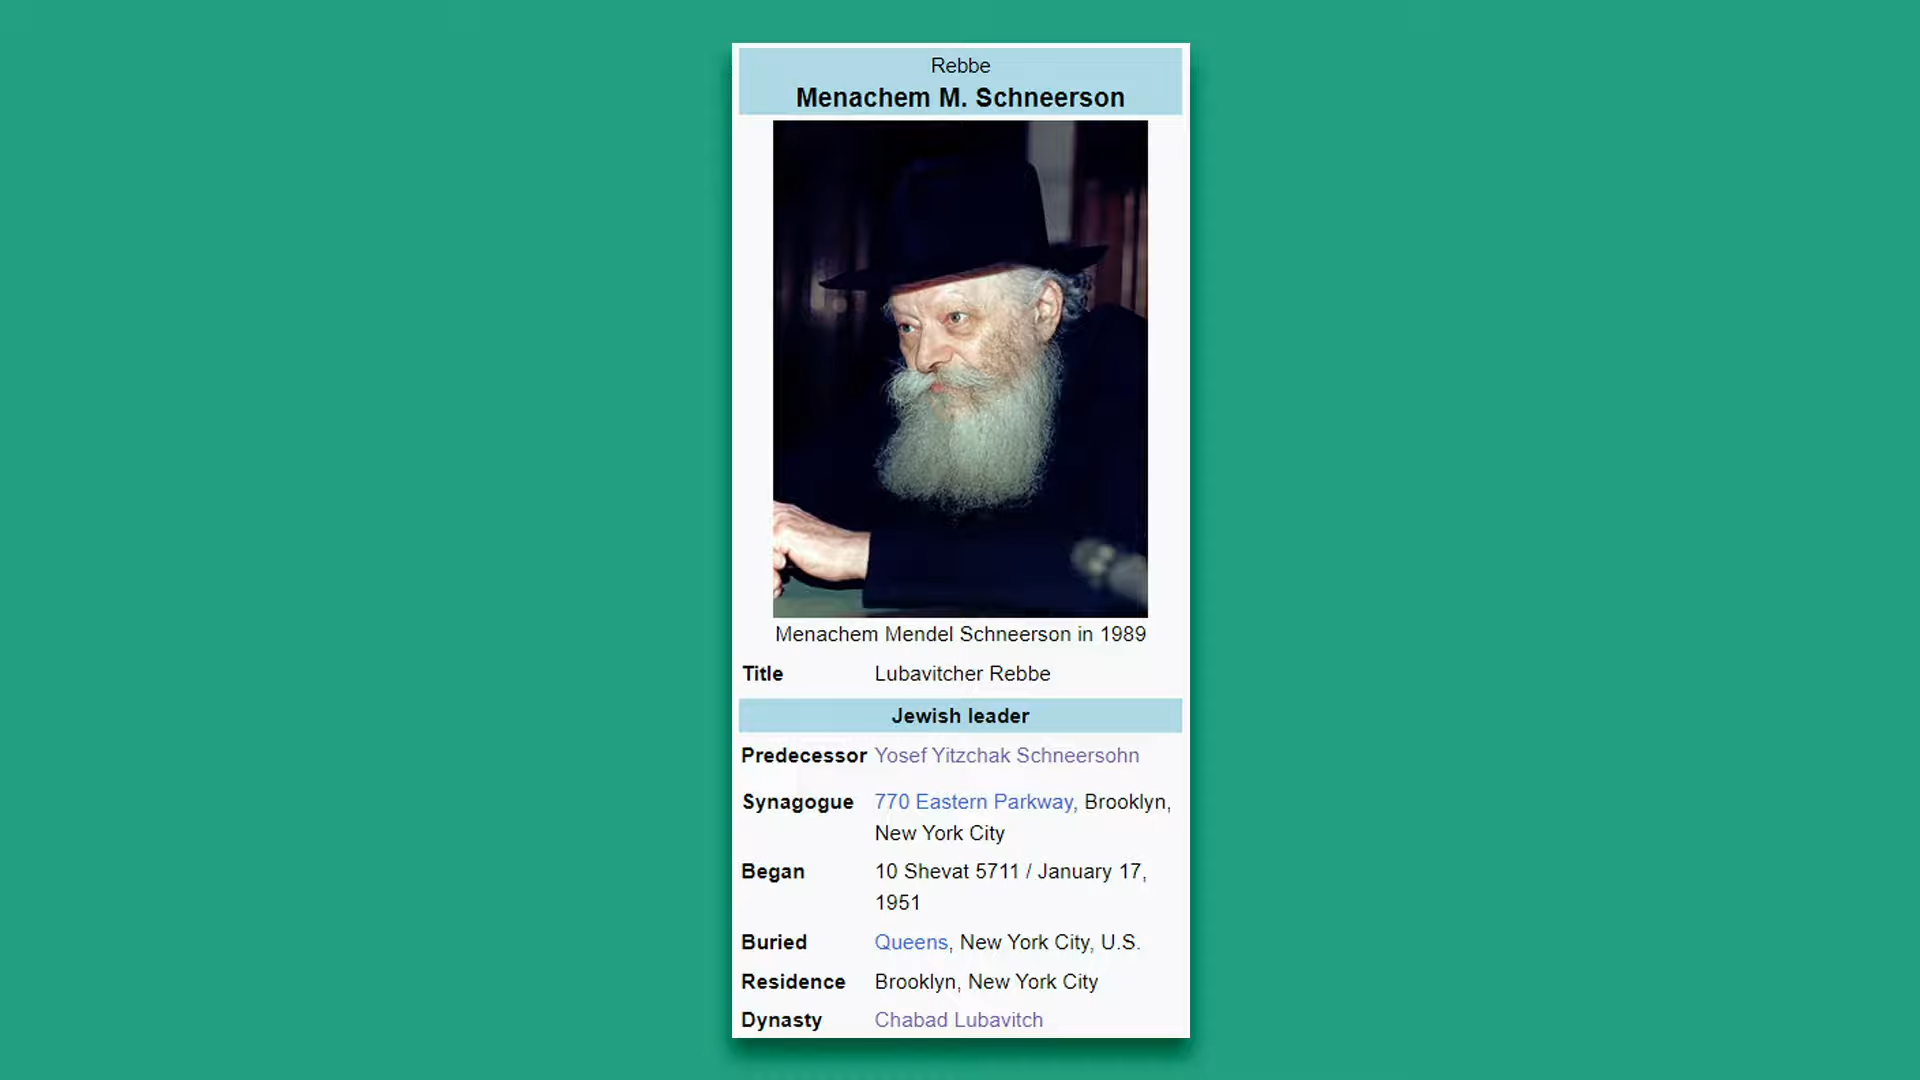 Rebbe
Menachem M. Schneerson
Menachem Mendel Schneerson in 1989
Title Lubavitcher Rebbe
Jewish leader
Predecessor Yosef Yitzchak Schneersohn
Synagogue 770 Eastern Parkway, Brooklyn,
New York City
Began 10 Shevat 5711 / January 17,
1951
Buried Queens, New York City, U.S.
Residence Brooklyn, New York City
Dynasty Chabad Lubavitch